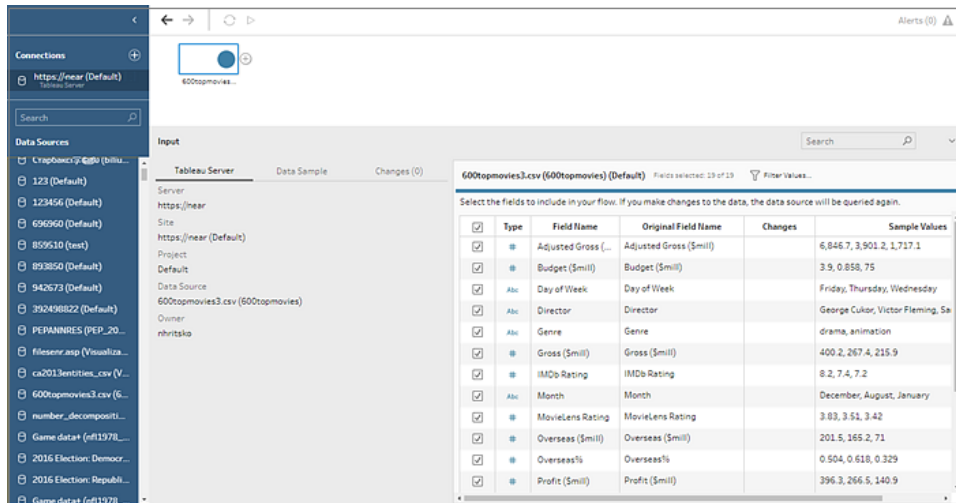 Alerts (0)
Connections
https://near (Default)
Tableau Server
600topmovies...
Search
Data Sources
123 (Default)
123456 (Default)
696960 (Default)
859510 (test)
893850 (Default)
942673 (Default)
392498822 (Default)
PEPANNRES (PEP_20...
filesenr.asp (Visualiza...
ca2013entities_csv (V...
600topmovies3.csv (6...
number_decompositi...
Game data+ (nfl1978_...
2016 Election: Democr...
2016 Election: Republi...
Game data+ (nfl1978
Input
Search
Tableau Server Data Sample Changes (0)
Server
https://near
Site
https://near (Default)
Project
Default
Data Source
600topmovies3.csv (600topmovies)
Owner
nhritsko
600topmovies3.csv (600topmovies) (Default) Fields selected: 19 of 19 Filter Values...
Select the fields to include in your flow. If you make changes to the data, the data source will be queried again.
Type Field Name Original Field Name Changes Sample Values
# Adjusted Gross (... Adjusted Gross ($mill) 6,846.7, 3,901.2, 1,717.1
# Budget ($mill) Budget ($mill) 3.9, 0.858, 75
Abc Day of Week Day of Week Friday, Thursday, Wednesday
Abc Director Director George Cukor, Victor Fleming, Sa
Abc Genre Genre drama, animation
# Gross ($mill) Gross ($mill) 400.2, 267.4, 215.9
# IMDb Rating IMDb Rating 8.2, 7.4, 7.2
Abc Month Month December, August, January
# MovieLens Rating MovieLens Rating 3.83, 3.51, 3.42
# Overseas ($mill) Overseas ($mill) 201.5, 165.2, 71
# Overseas% Overseas% 0.504, 0.618, 0.329
# Profit ($mill) Profit ($mill) 396.3, 266.5, 140.9